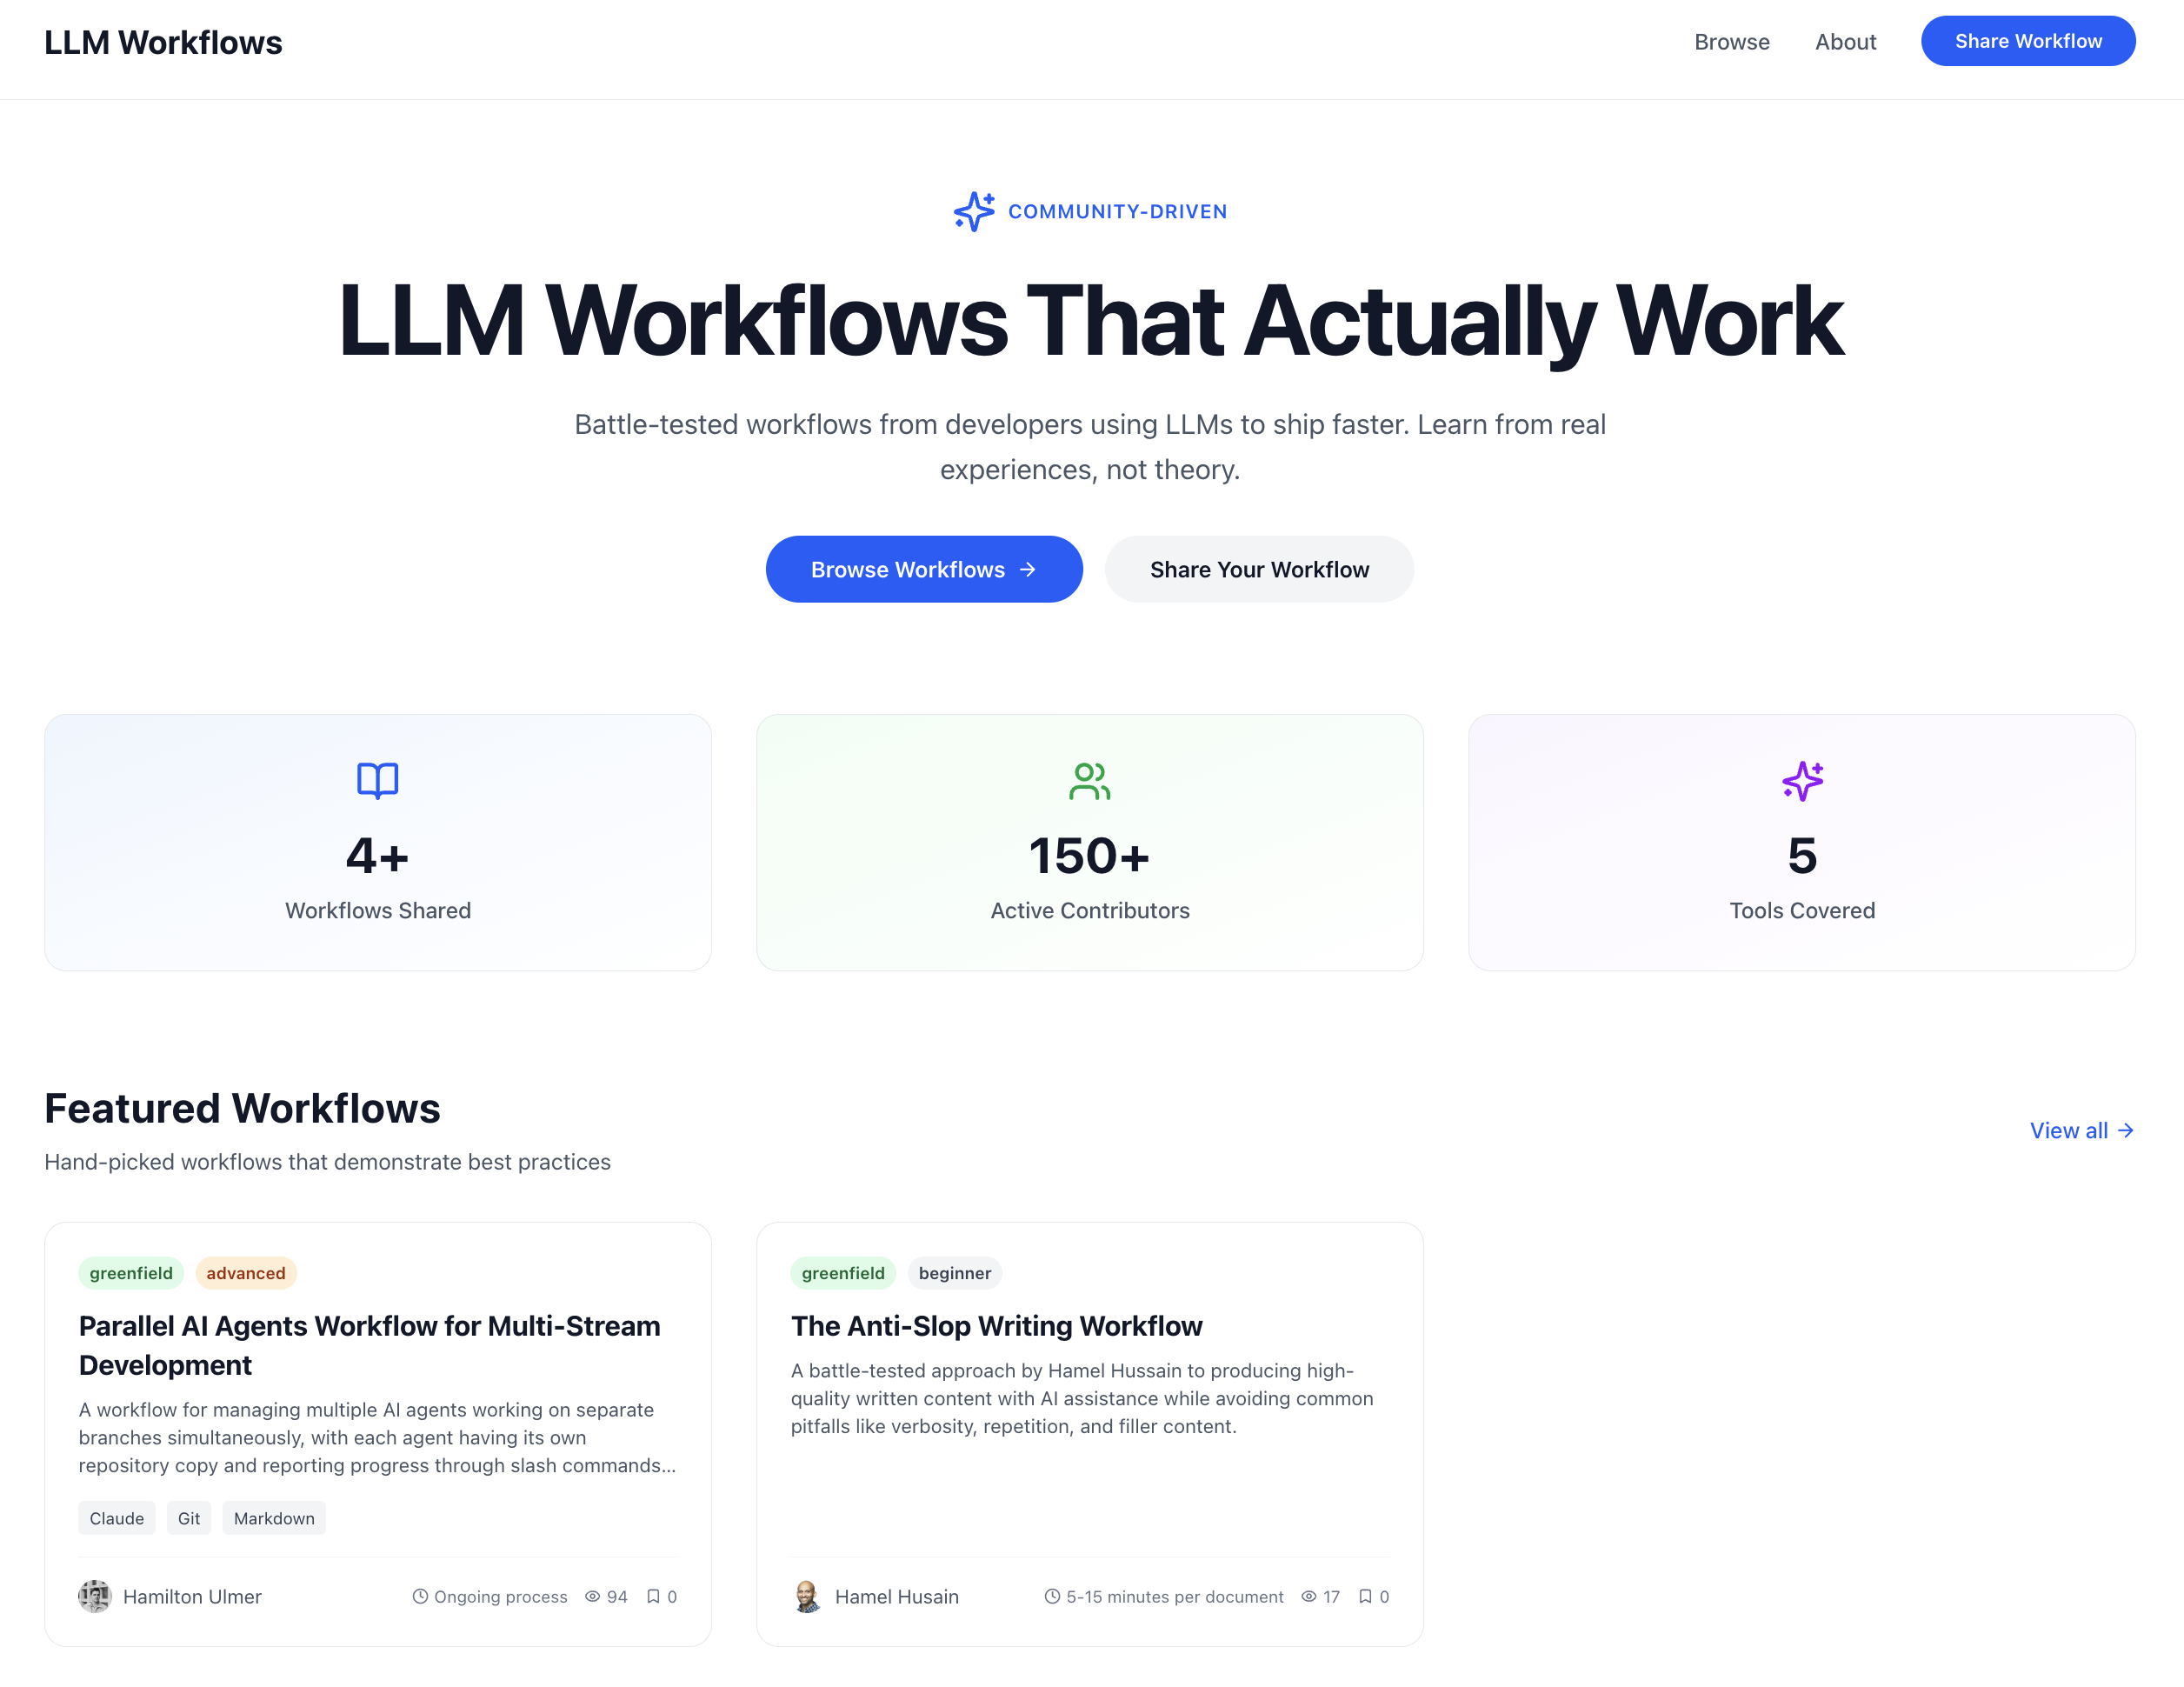 LLM Workflows
Browse
About
Share Workflow
COMMUNITY-DRIVEN
LLM Workflows That Actually Work
Battle-tested workflows from developers using LLMs to ship faster. Learn from real
experiences, not theory.
Browse Workflows →
Share Your Workflow
4+
Workflows Shared
150+
Active Contributors
5
Tools Covered
Featured Workflows
Hand-picked workflows that demonstrate best practices
View all →
greenfield
advanced
Parallel AI Agents Workflow for Multi-Stream
Development
A workflow for managing multiple AI agents working on separate
branches simultaneously, with each agent having its own
repository copy and reporting progress through slash commands...
Claude
Git
Markdown
Hamilton Ulmer
Ongoing process
94
0
greenfield
beginner
The Anti-Slop Writing Workflow
A battle-tested approach by Hamel Hussain to producing high-
quality written content with AI assistance while avoiding common
pitfalls like verbosity, repetition, and filler content.
Hamel Husain
5-15 minutes per document
17
0